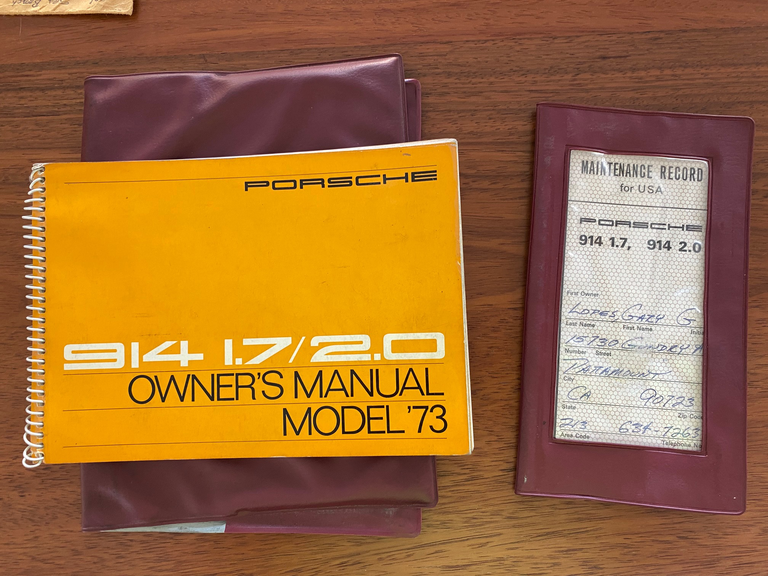 PORSCHE
914 1.7/2.0
OWNER'S MANUAL
MODEL '73
MAINTENANCE RECORD
for USA
PORSCHE
914 1.7, 914 2.0
First Owner
LOPES, GARY G
Last Name First Name Initial
15730 GUNDRY A
Number Street
PARAMOUNT
City
CA 90723
State Zip Code
213 634-7263
Area Code Telephone N